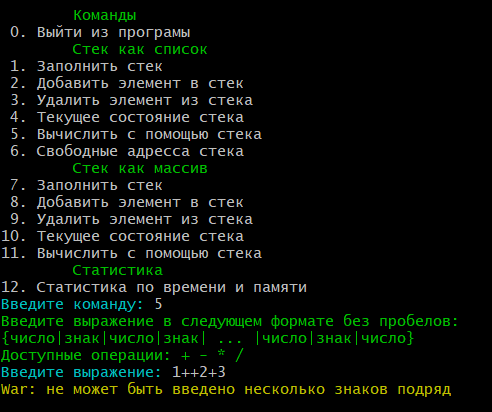 Команды
0. Выйти из програмы
Стек как список
1. Заполнить стек
2. Добавить элемент в стек
3. Удалить элемент из стека
4. Текущее состояние стека
5. Вычислить с помощью стека
6. Свободные адресса стека
Стек как массив
7. Заполнить стек
8. Добавить элемент в стек
9. Удалить элемент из стека
10. Текущее состояние стека
11. Вычислить с помощью стека
Статистика
12. Статистика по времени и памяти
Введите команду: 5
Введите выражение в следующем формате без пробелов:
{число|знак|число|знак| ... |число|знак|число}
Доступные операции: + - * /
Введите выражение: 1++2+3
War: не может быть введено несколько знаков подряд